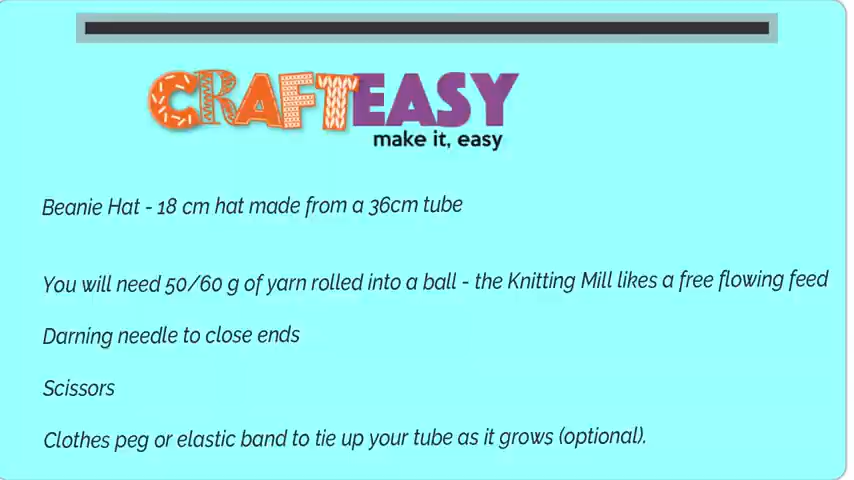 CRAFTEASY
make it, easy
Beanie Hat - 18 cm hat made from a 36cm tube
You will need 50/60 g of yarn rolled into a ball - the Knitting Mill likes a free flowing feed
Darning needle to close ends
Scissors
Clothes peg or elastic band to tie up your tube as it grows (optional).